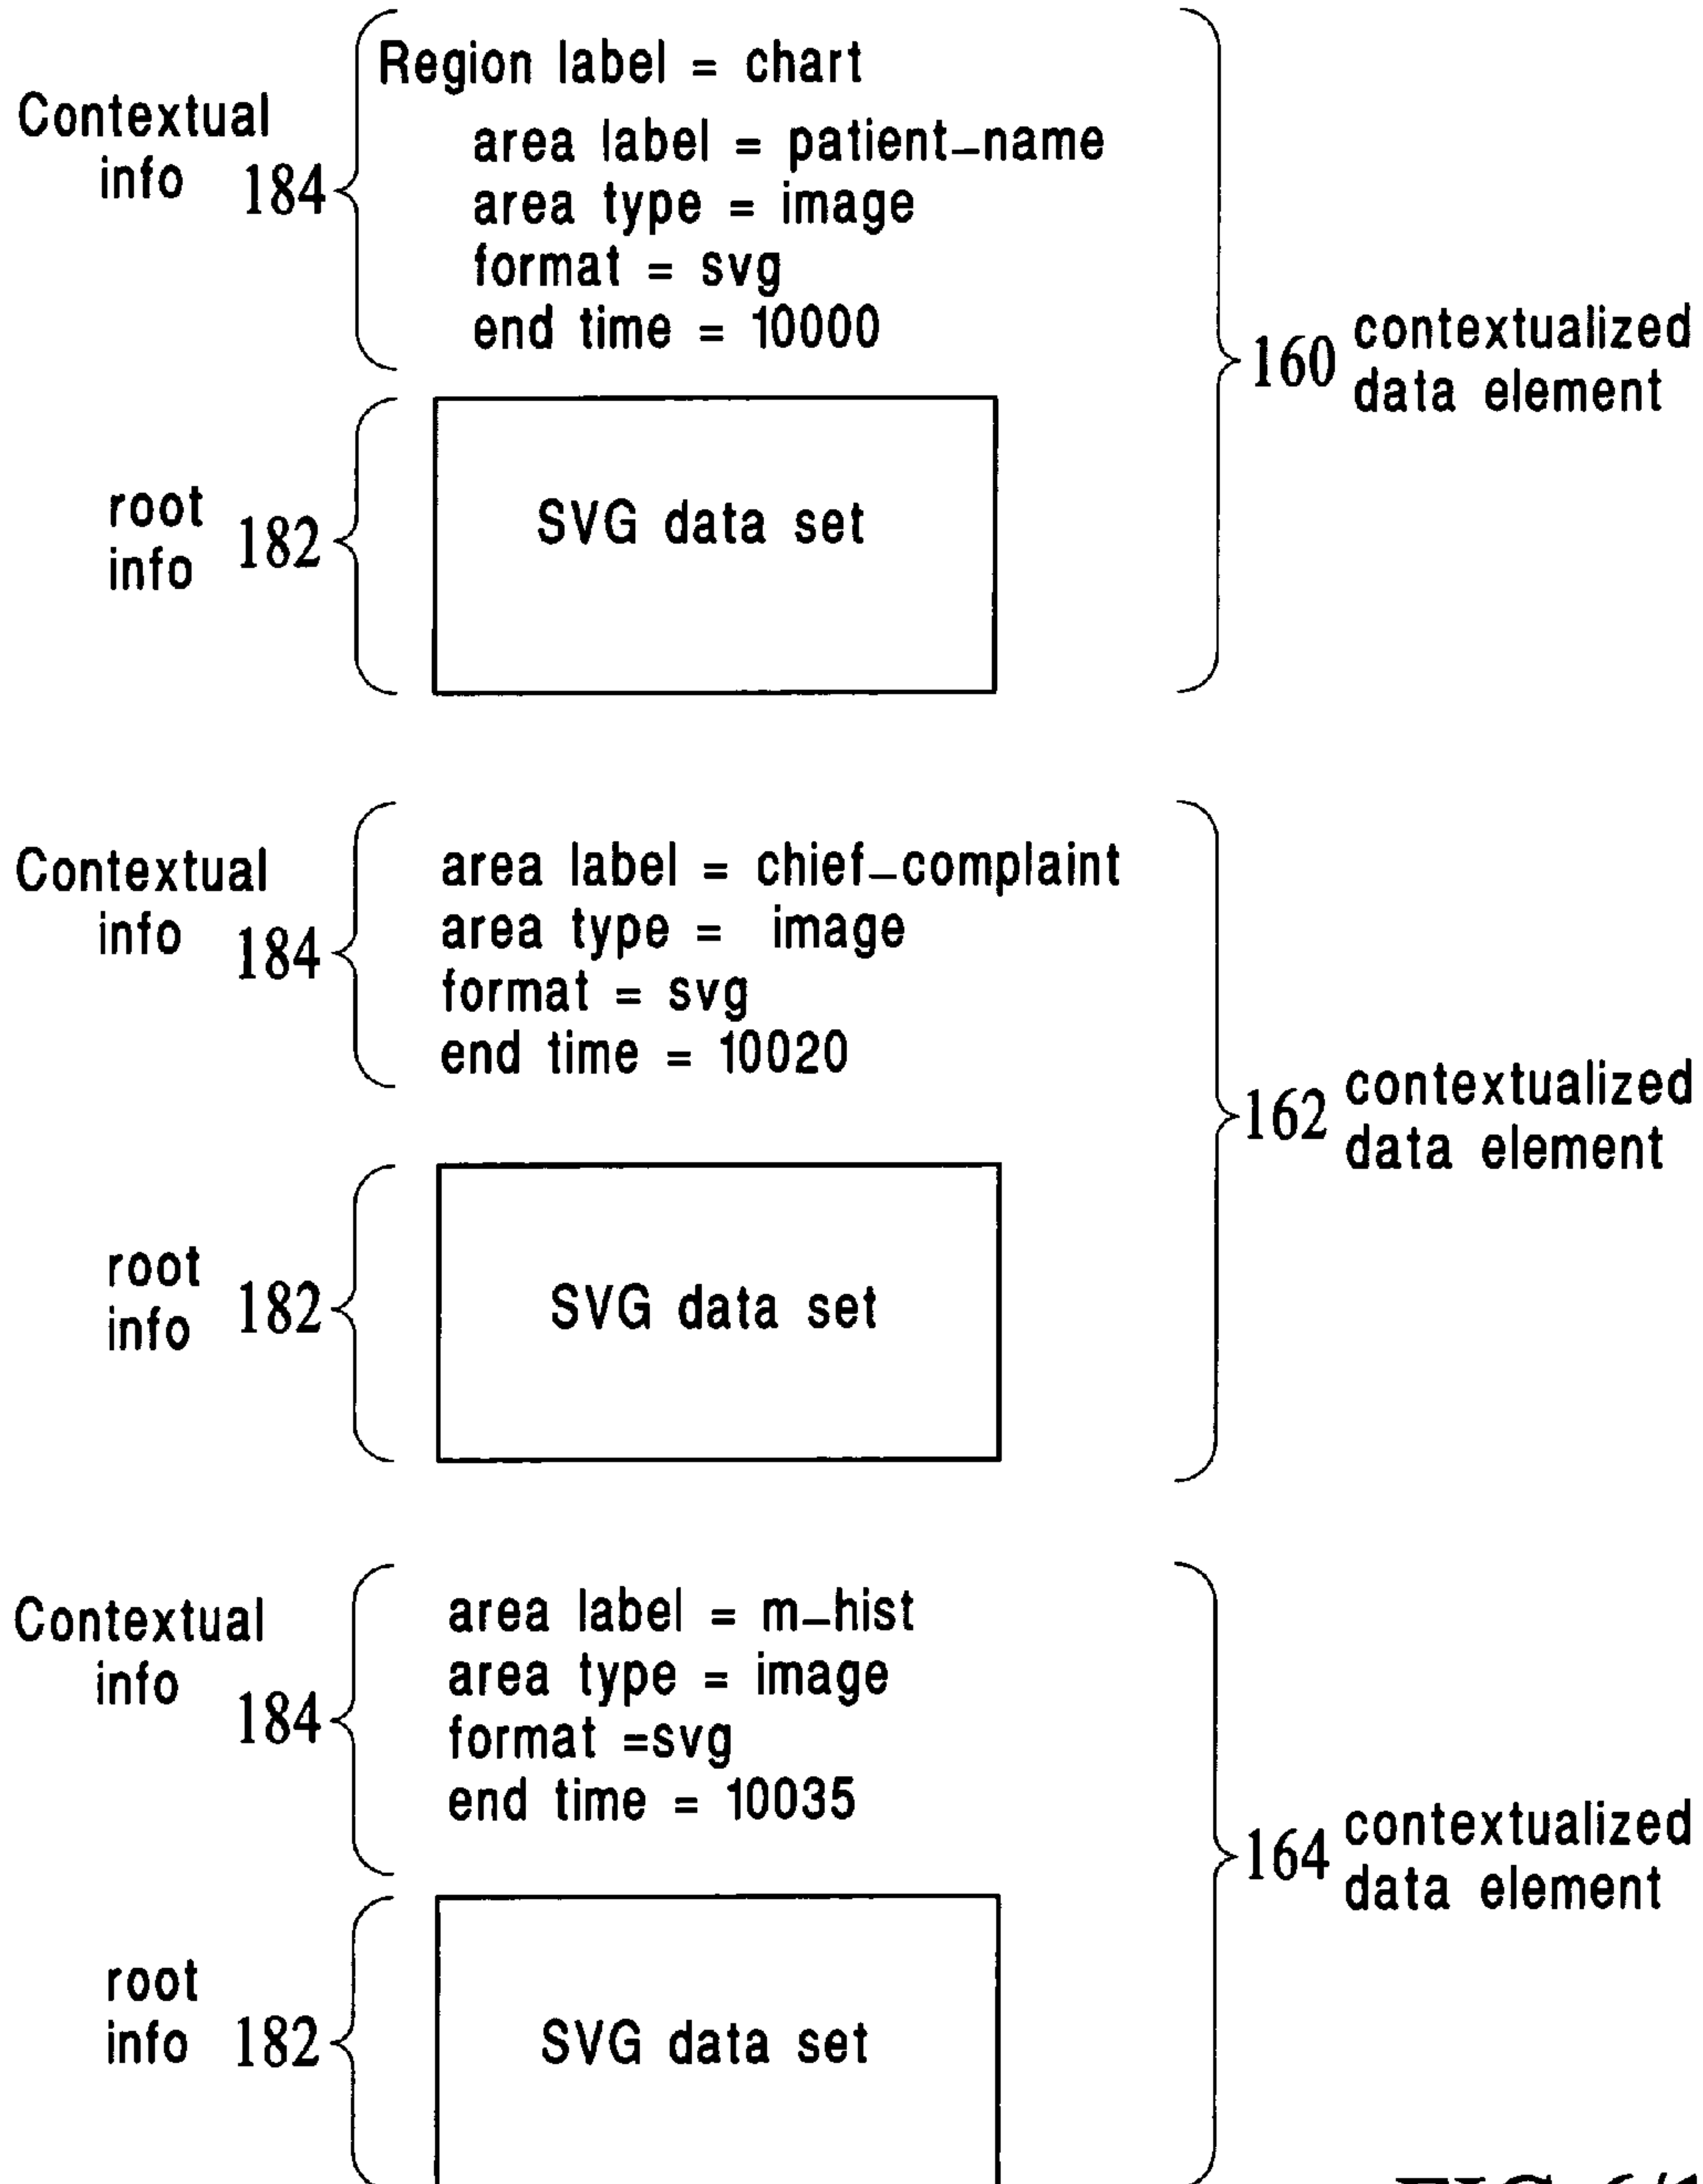 Region label = chart
Contextual
info 184
area label = patient-name
area type = image
format = svg
end time = 10000
160 contextualized
data element
root
info 182
SVG data set
Contextual
info 184
area label = chief-complaint
area type = image
format = svg
end time = 10020
162 contextualized
data element
root
info 182
SVG data set
Contextual
info 184
area label = m-hist
area type = image
format =svg
end time = 10035
164 contextualized
data element
root
info 182
SVG data set